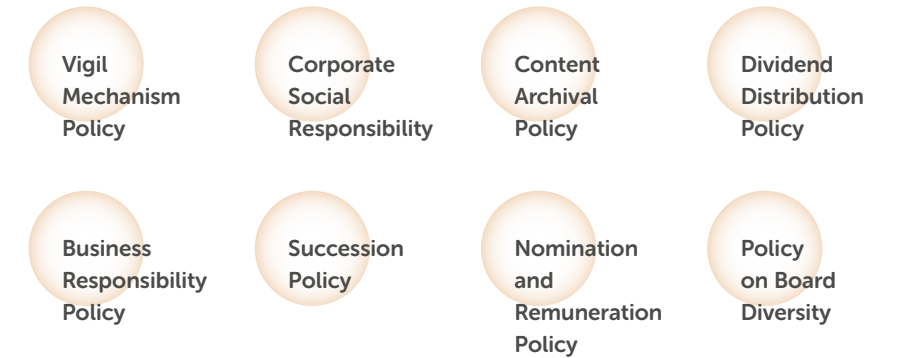 Vigil
Mechanism
Policy
Corporate
Social
Responsibility
Content
Archival
Policy
Dividend
Distribution
Policy
Business
Responsibility
Policy
Succession
Policy
Nomination
and
Remuneration
Policy
Policy
on Board
Diversity